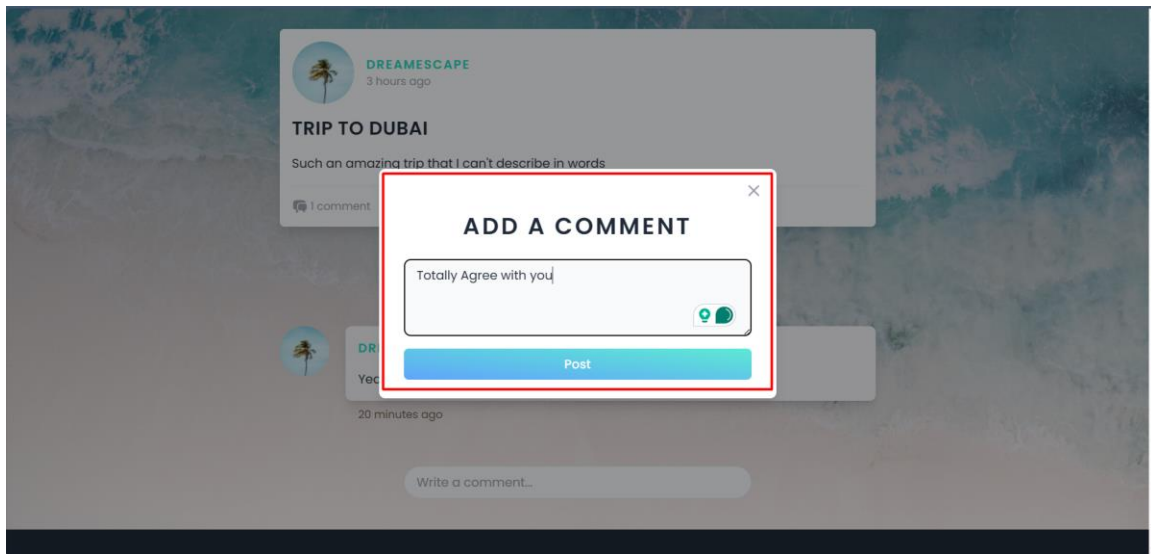 DREAMESCAPE
3 hours ago
TRIP TO DUBAI
Such an amazing trip that I can't describe in words
1 comment
ADD A COMMENT
Totally Agree with you
Post
20 minutes ago
Write a comment...